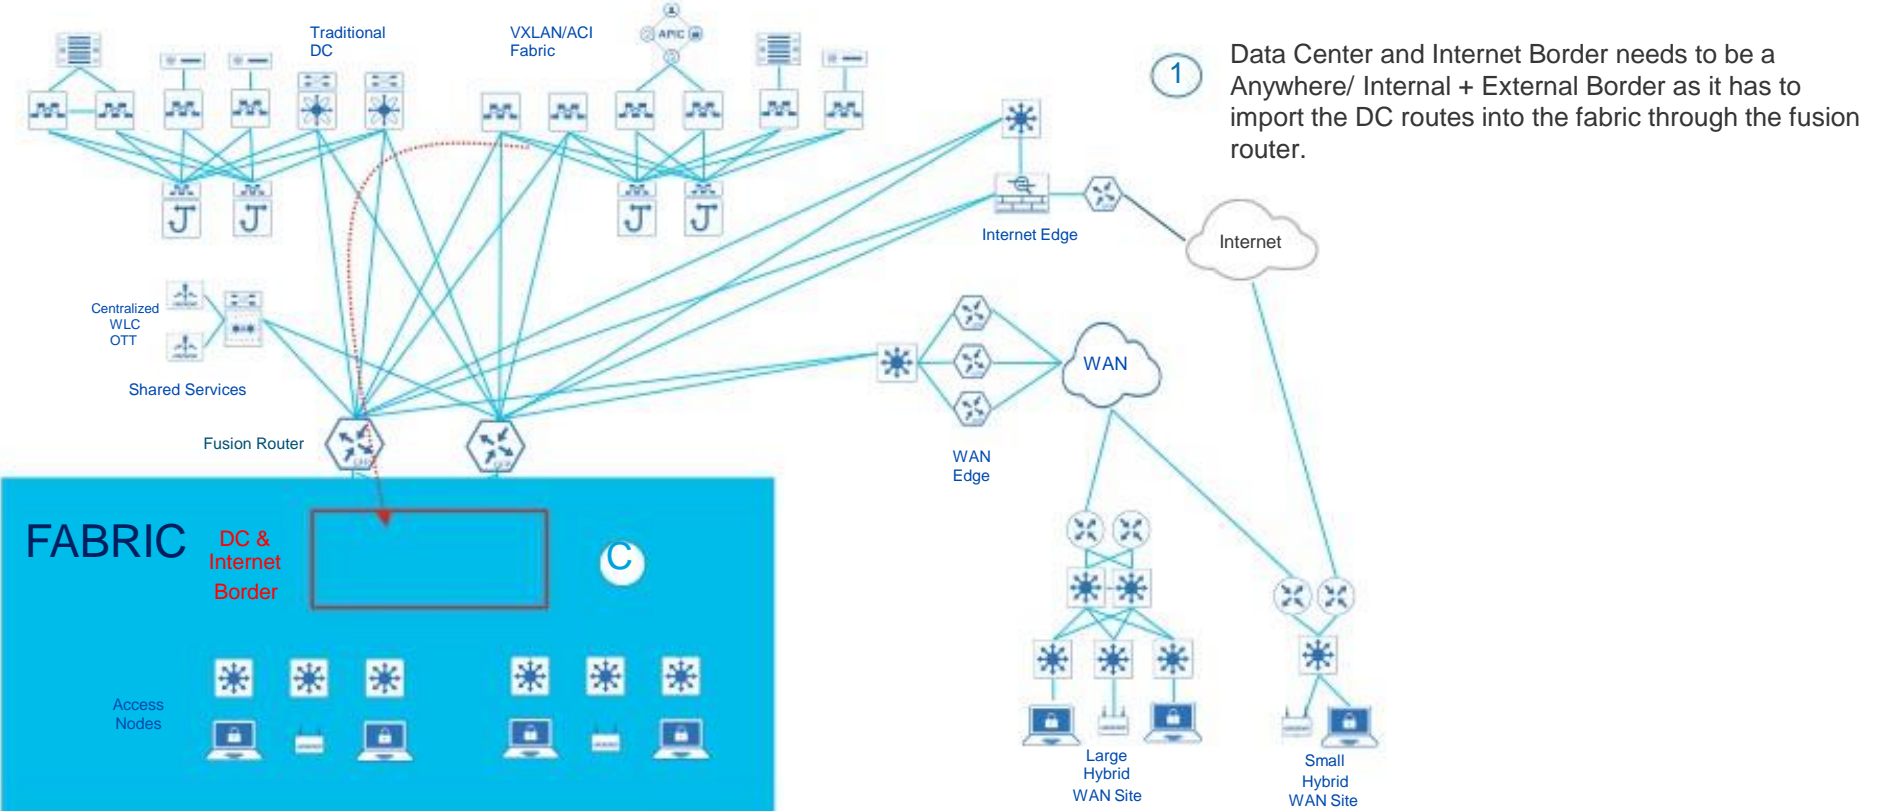 Traditional
DC
VXLAN/ACI
Fabric
APIC
1
Data Center and Internet Border needs to be a
Anywhere/ Internal + External Border as it has to
import the DC routes into the fabric through the fusion
router.
Internet Edge
Internet
Centralized
WLC
OTT
Shared Services
WAN
Fusion Router
WAN
Edge
FABRIC
DC &
Internet
Border
C
Access
Nodes
Large
Hybrid
WAN Site
Small
Hybrid
WAN Site